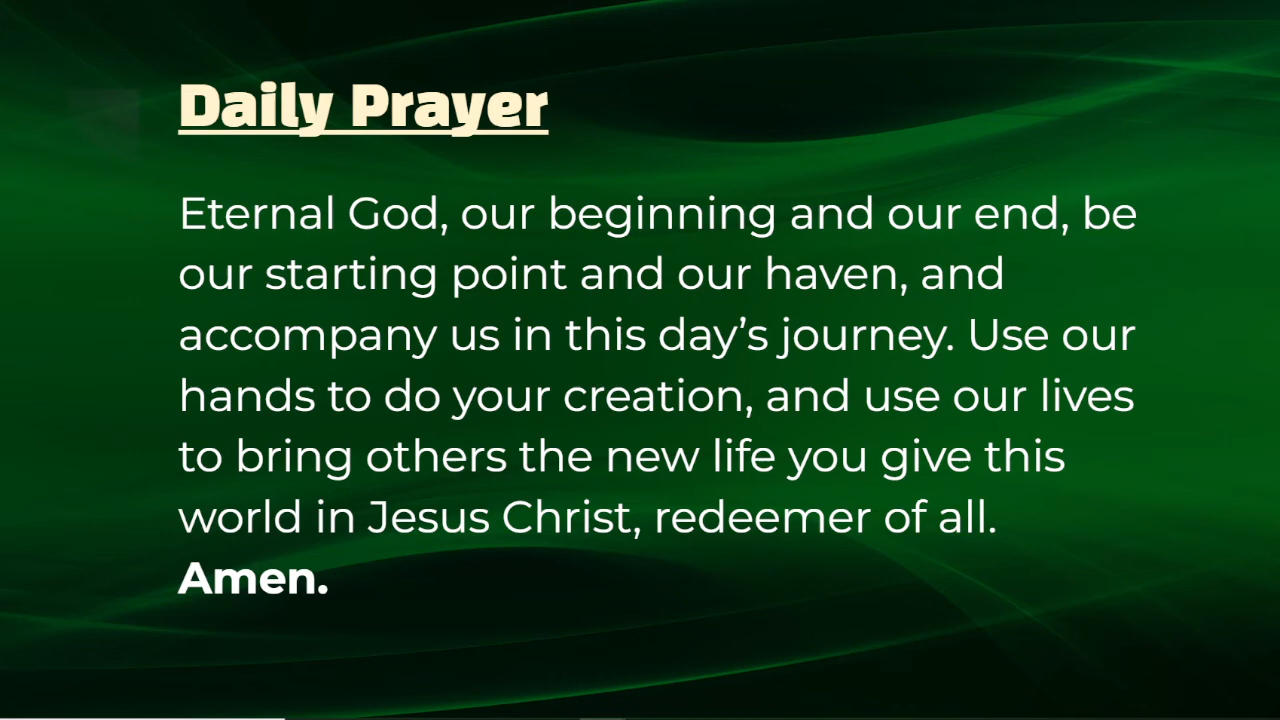 Daily Prayer
Eternal God, our beginning and our end, be
our starting point and our haven, and
accompany us in this day’s journey. Use our
hands to do your creation, and use our lives
to bring others the new life you give this
world in Jesus Christ, redeemer of all.
Amen.